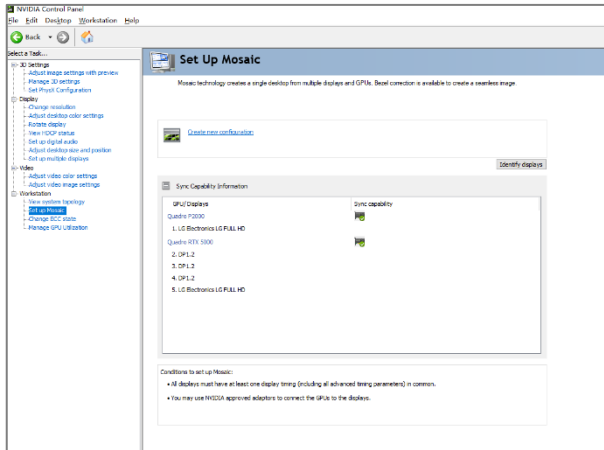 NVIDIA Control Panel
File Edit Desktop Workstation Help
Back
Select a Task...
3D Settings
Adjust image settings with preview
Manage 3D settings
Set PhysX Configuration
Display
Change resolution
Adjust desktop color settings
Rotate display
View HDCP status
Set up digital audio
Adjust desktop size and position
Set up multiple displays
Video
Adjust video color settings
Adjust video image settings
Workstation
View system topology
Set up Mosaic
Change ECC state
Manage GPU Utilization
Set Up Mosaic
Mosaic technology creates a single desktop from multiple displays and GPUs. Bezel correction is available to create a seamless image.
Create new configuration
Identify displays
Sync Capability Information
GPU/Displays Sync capability
Quadro P2000
1. LG Electronics LG FULL HD
Quadro RTX 5000
2. DP1.2
3. DP1.2
4. DP1.2
5. LG Electronics LG FULL HD
Conditions to set up Mosaic:
• All displays must have at least one display timing (including all advanced timing parameters) in common.
• You may use NVIDIA approved adaptors to connect the GPUs to the displays.